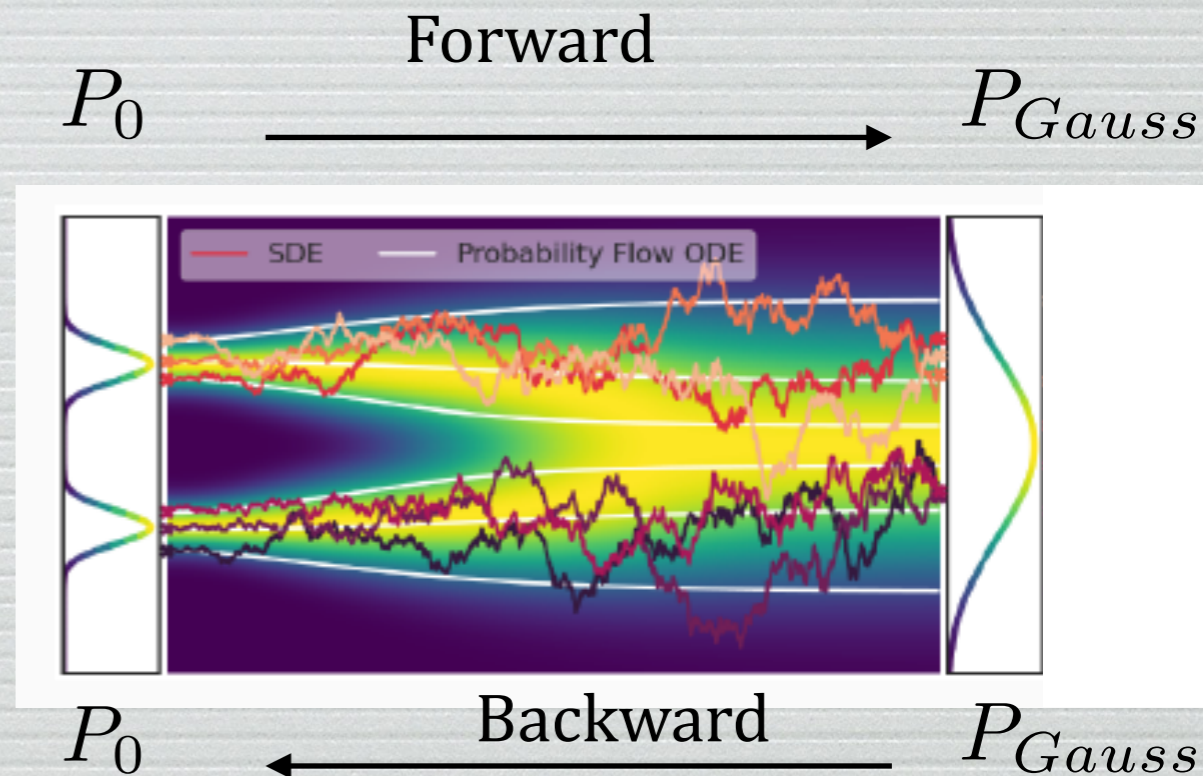 Forward
P_0 P_{Gauss}
SDE Probability Flow ODE
Backward
P_0 P_{Gauss}